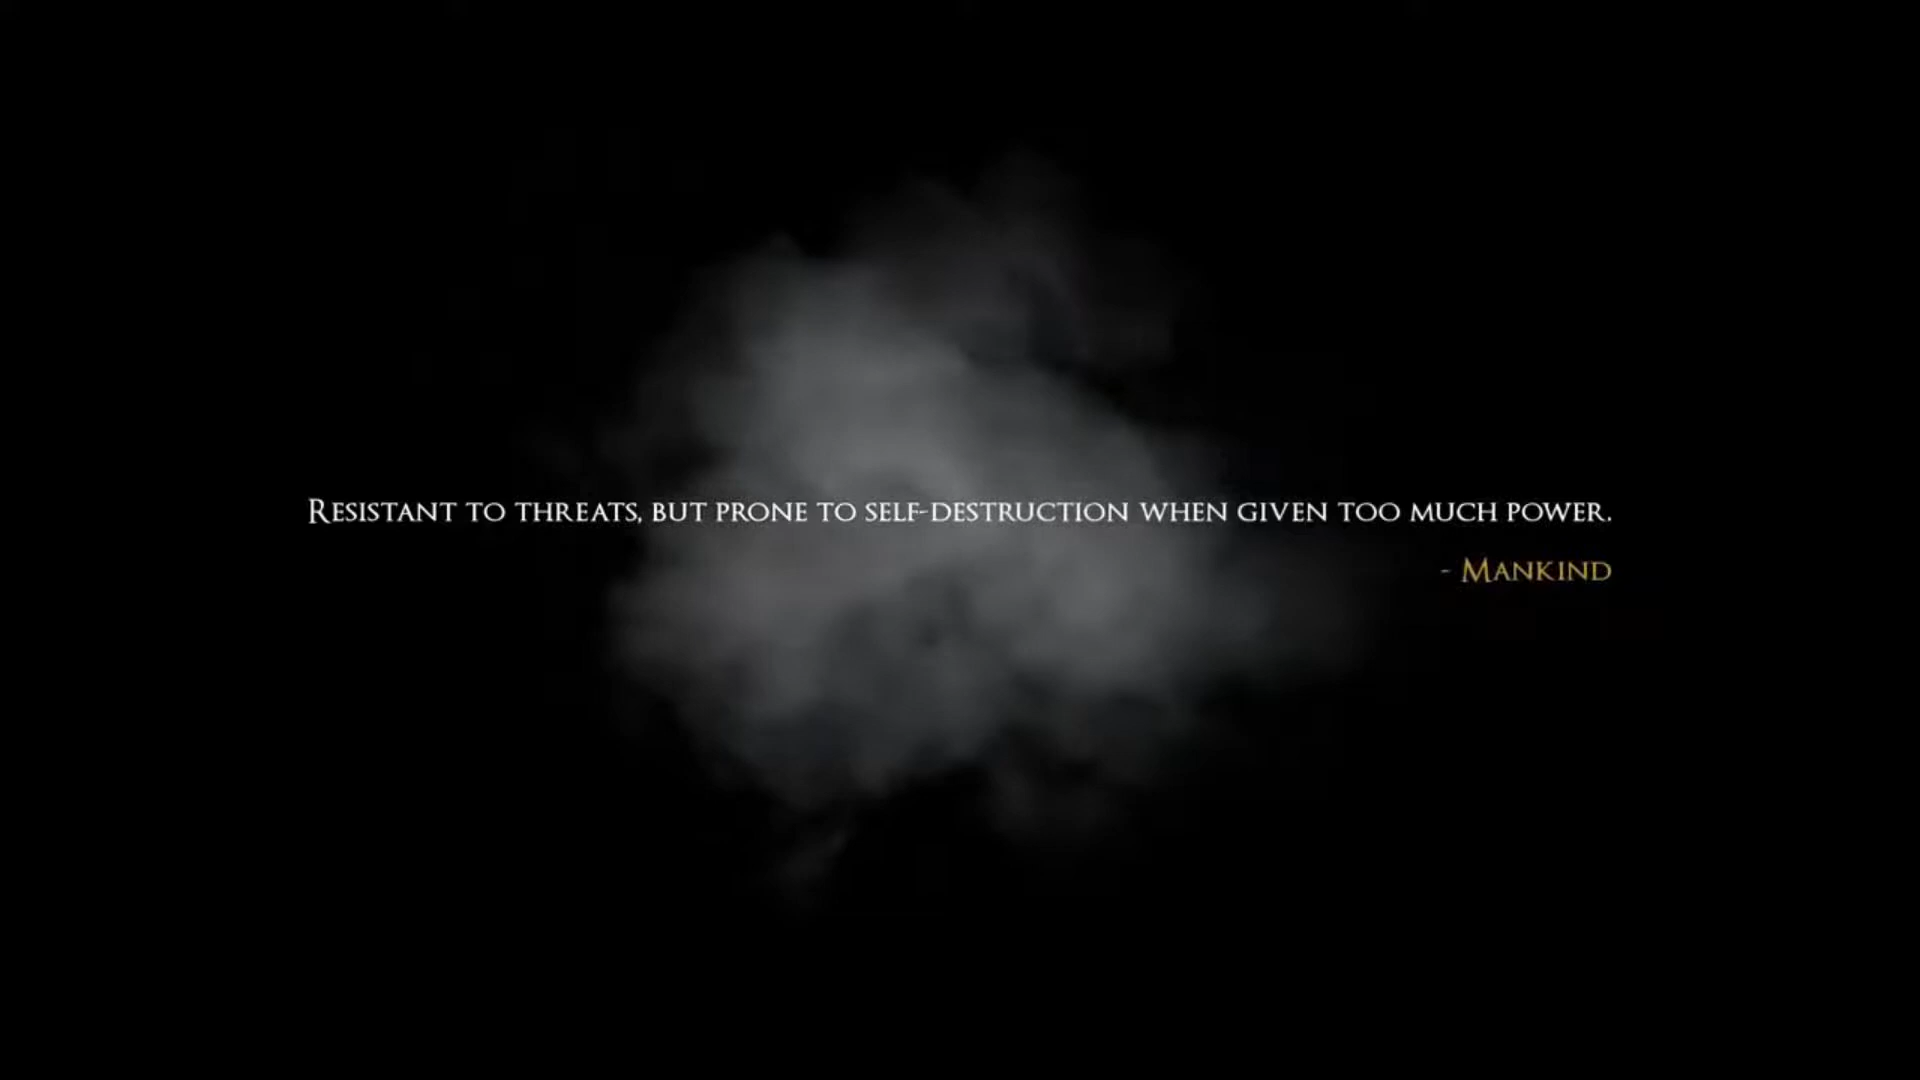 Resistant to threats, but prone to self-destruction when given too much power.
- Mankind